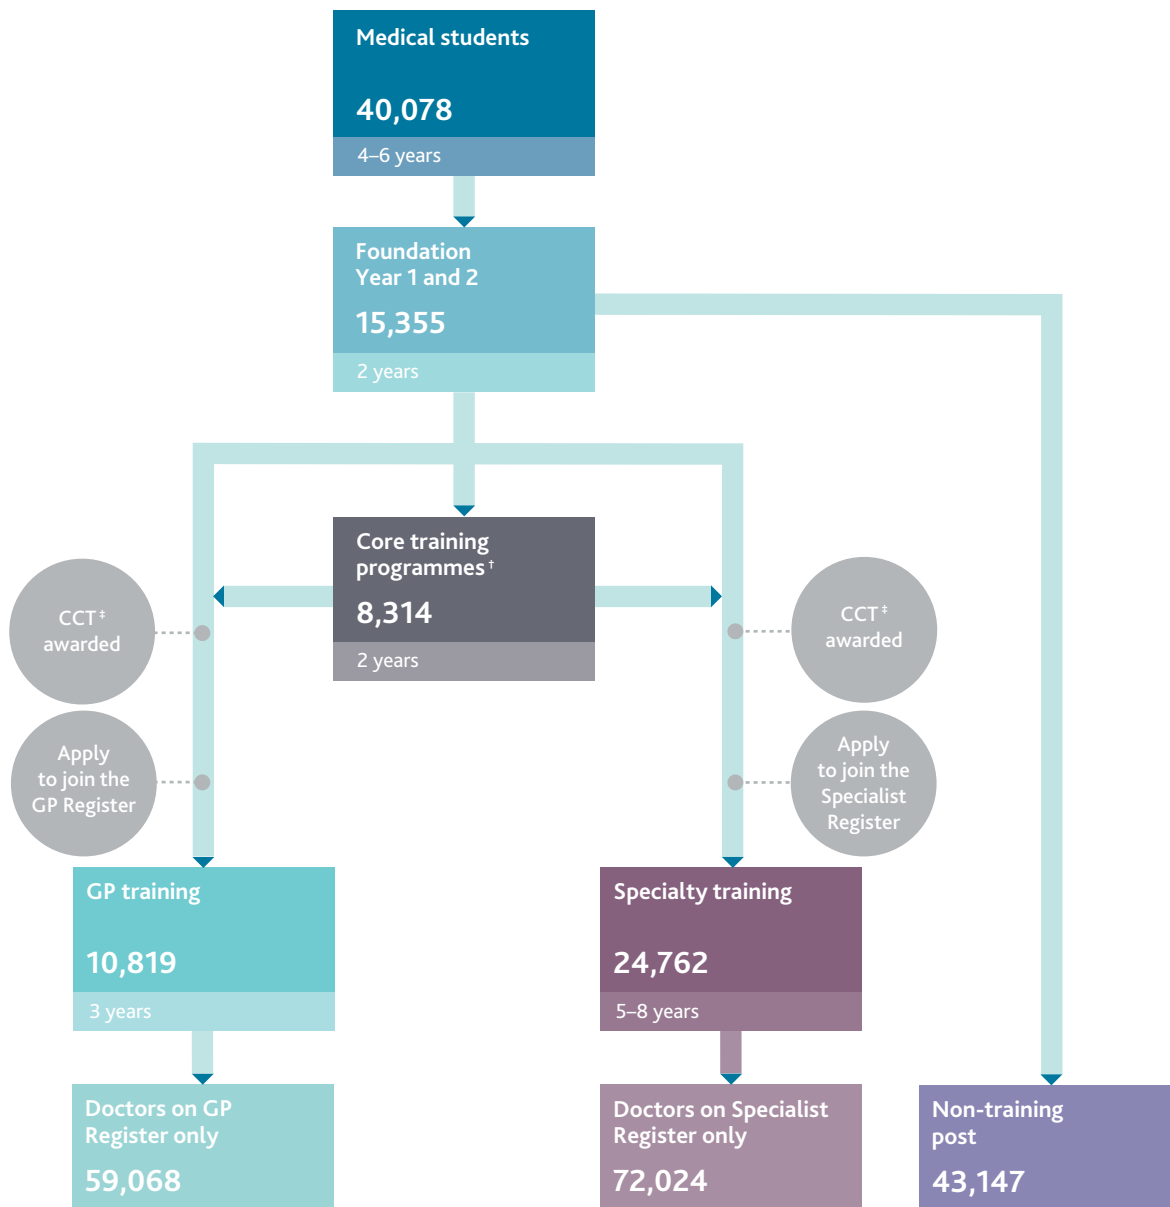 Medical students
40,078
4–6 years
Foundation
Year 1 and 2
15,355
2 years
Core training
programmes †
8,314
2 years
CCT ‡
awarded
Apply
to join the
GP Register
CCT ‡
awarded
Apply
to join the
Specialist
Register
GP training
10,819
3 years
Specialty training
24,762
5–8 years
Doctors on GP
Register only
59,068
Doctors on Specialist
Register only
72,024
Non-training
post
43,147